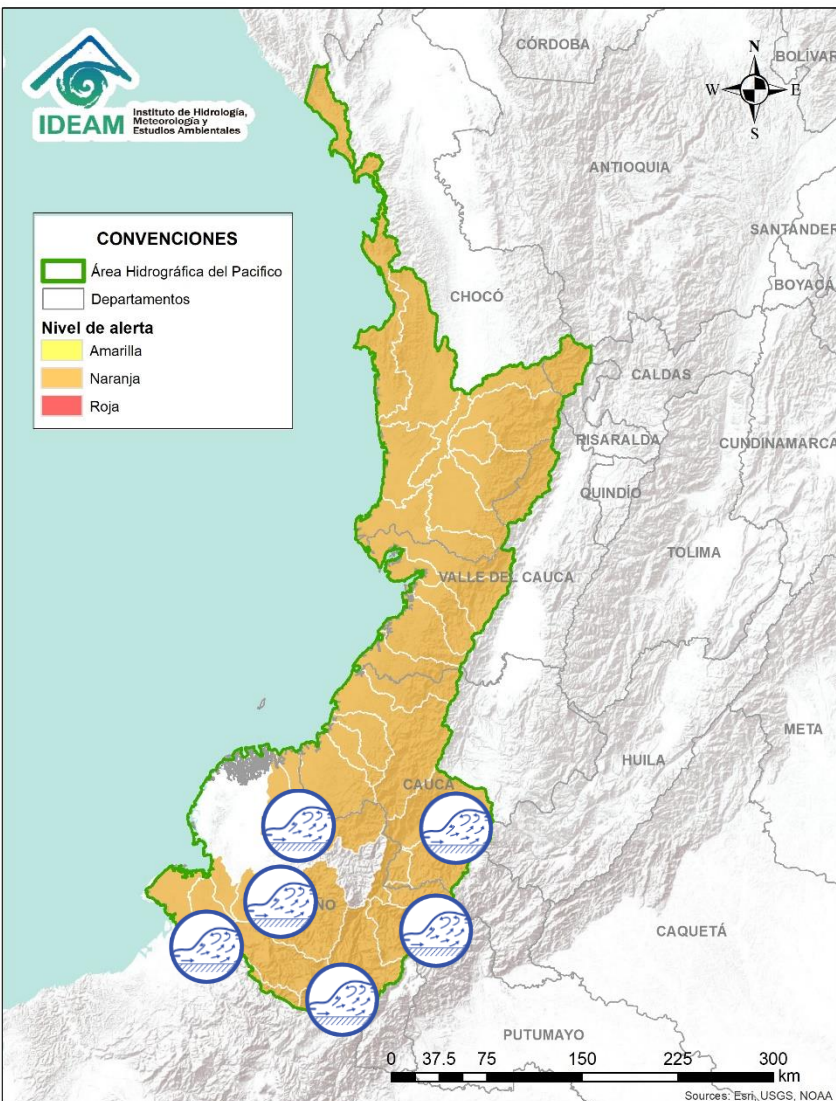 IDEAM
Instituto de Hidrología,
Meteorología y
Estudios Ambientales
CÓRDOBA
BOLÍVAR
N
W
E
S
ANTIOQUIA
SANTANDER
BOYACÁ
CONVENCIONES
Área Hidrográfica del Pacifico
Departamentos
Nivel de alerta
Amarilla
Naranja
Roja
CHOCÓ
CALDAS
RISARALDA
CUNDINAMARCA
QUINDÍO
TOLIMA
VALLE DEL CAUCA
META
HUILA
CAUCA
NO
CAQUETÁ
PUTUMAYO
0 37.5 75 150 225 300
km
Sources: Esri, USGS, NOAA